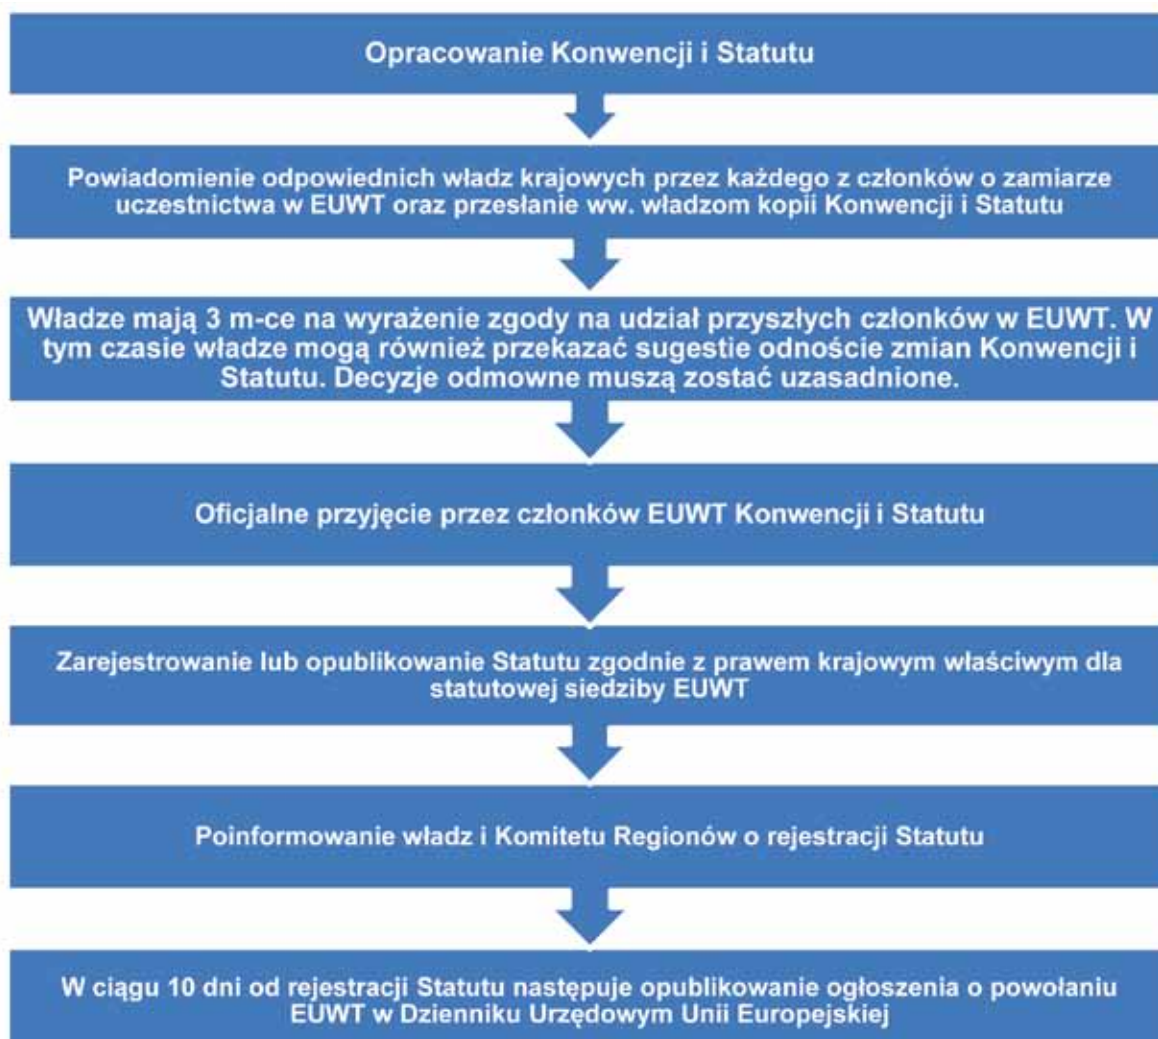 Opracowanie Konwencji i Statutu
Powiadomienie odpowiednich władz krajowych przez każdego z członków o zamiarze
uczestnictwa w EUWT oraz przesłanie ww. władzom kopii Konwencji i Statutu
Władze mają 3 m-ce na wyrażenie zgody na udział przyszłych członków w EUWT. W
tym czasie władze mogą również przekazać sugestie odnoście zmian Konwencji i
Statutu. Decyzje odmowne muszą zostać uzasadnione.
Oficjalne przyjęcie przez członków EUWT Konwencji i Statutu
Zarejestrowanie lub opublikowanie Statutu zgodnie z prawem krajowym właściwym dla
statutowej siedziby EUWT
Poinformowanie władz i Komitetu Regionów o rejestracji Statutu
W ciągu 10 dni od rejestracji Statutu następuje opublikowanie ogłoszenia o powołaniu
EUWT w Dzienniku Urzędowym Unii Europejskiej